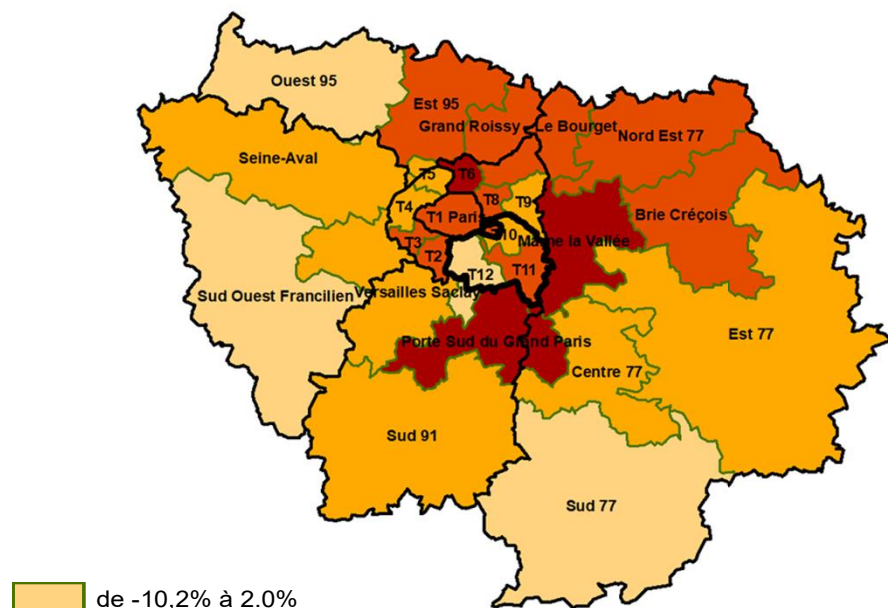 Ouest 95
Est 95
Grand Roissy
Le Bourget
Nord Est 77
Seine-Aval
T5
T6
T4
T8
T9
T1 Paris
Brie Créçois
T3
T2
T10
Marne la Vallée
T12
T11
Sud Ouest Francilien
Versailles Saclay
Porte Sud du Grand Paris
Est 77
Centre 77
Sud 91
Sud 77
de -10,2% à 2.0%